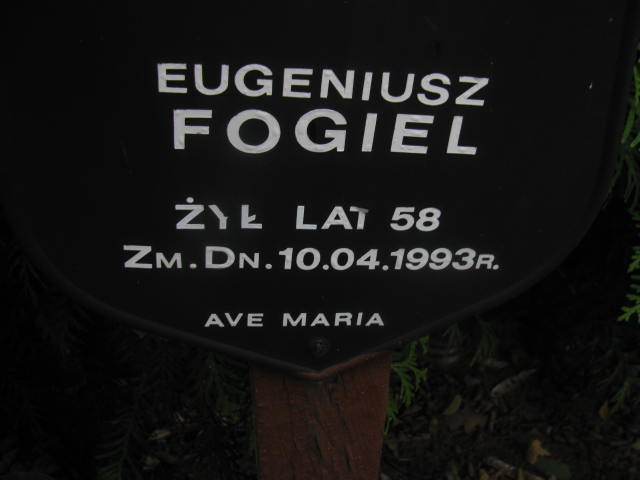 EUGENIUSZ
FOGIEL
ŻYŁ LAT 58
ZM.DN.10.04.1993R.
AVE MARIA